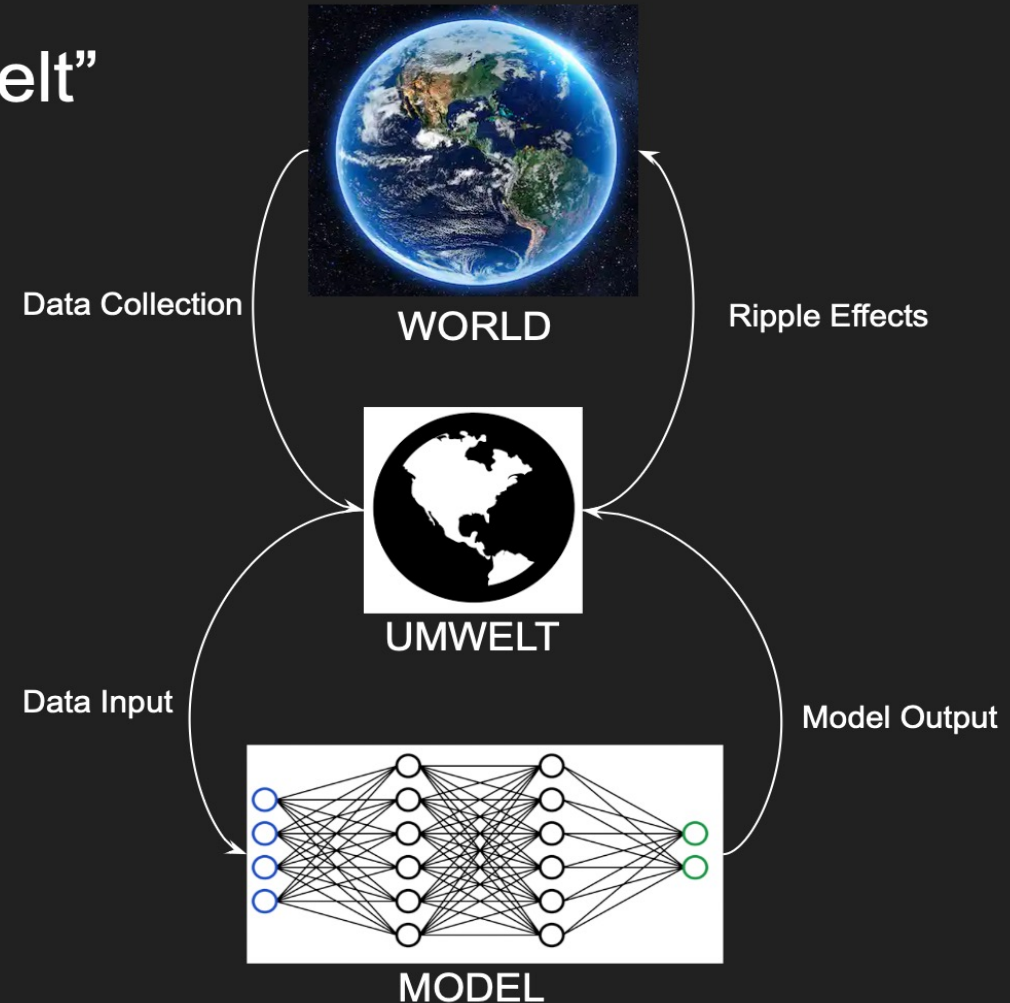 elt”
WORLD
Data Collection
Ripple Effects
UMWELT
Data Input
Model Output
MODEL